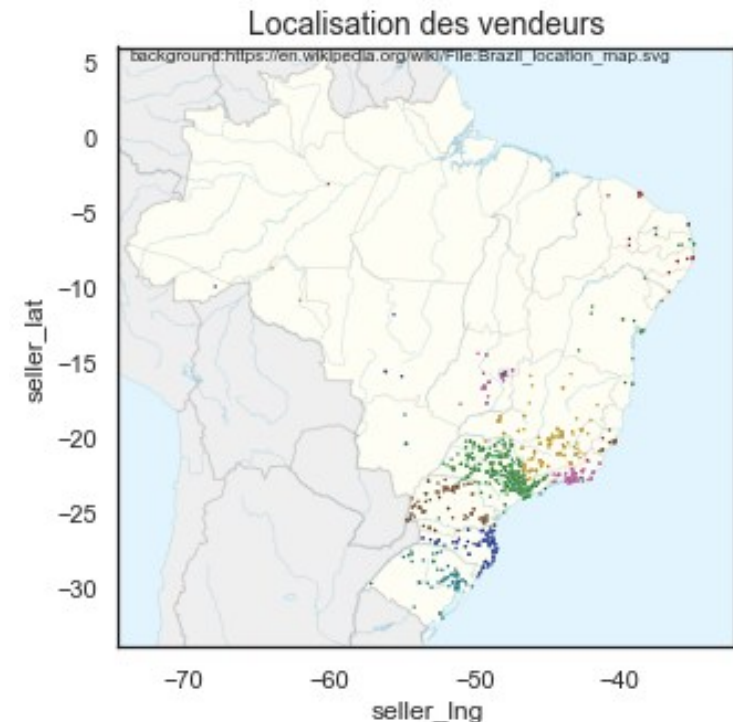 Localisation des vendeurs
background:https://en.wikipedia.org/wiki/File:Brazil_location_map.svg
5
0
−5
−10
−15
−20
−25
−30
seller_lat
−70 −60 −50 −40
seller_lng